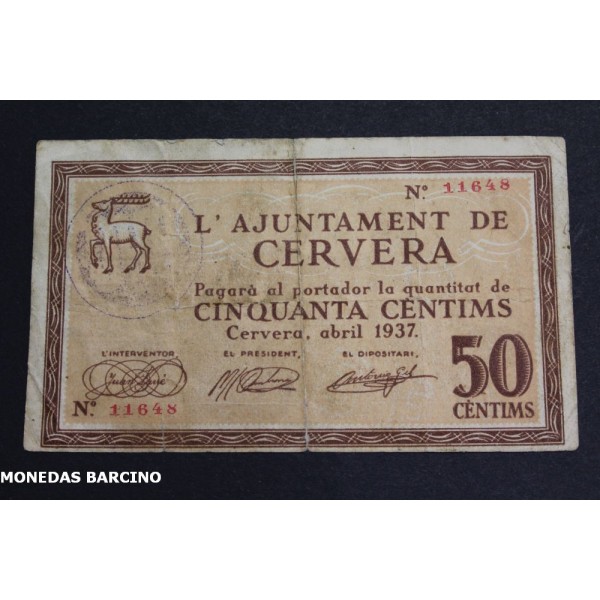 Nº 11648
L'AJUNTAMENT DE
CERVERA
Pagarà al portador la quantitat de
CINQUANTA CÈNTIMS
Cervera, abril 1937.
L'INTERVENTOR, EL PRESIDENT, EL DIPOSITARI,
50
CÈNTIMS
Nº 11648
MONEDAS BARCINO